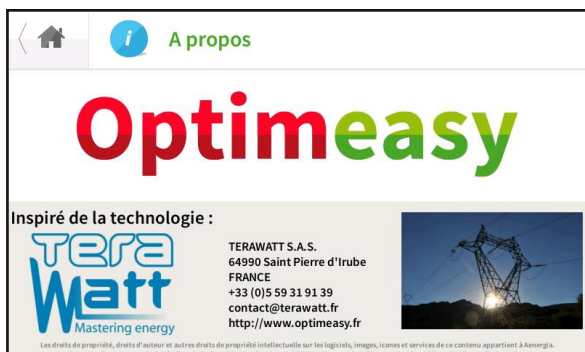 A propos
Optimeasy
Inspiré de la technologie :
Tera
Watt
Mastering energy
TERAWATT S.A.S.
64990 Saint Pierre d'Irube
FRANCE
+33 (0)5 59 31 91 39
contact@terawatt.fr
http://www.optimeasy.fr
Les droits de propriété, droits d'auteur et autres droits de propriété intellectuelle sur les logiciels, images, icones et services de ce contenu appartient à Aenergia.